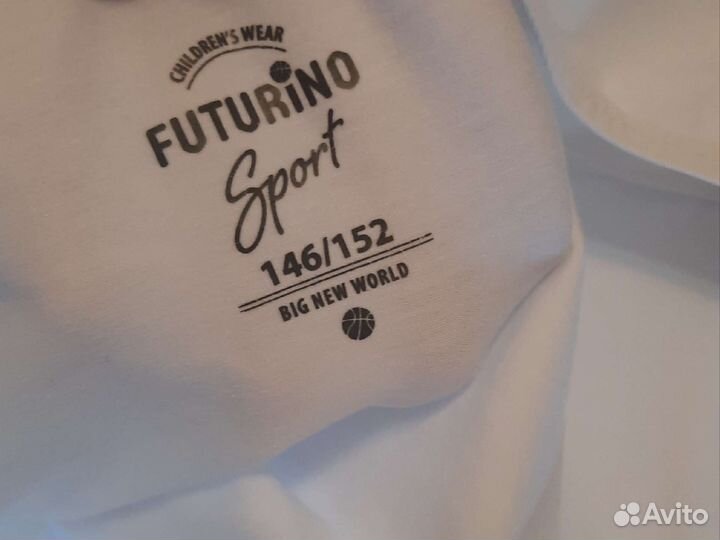 CHILDREN'S WEAR
FUTURiNO
Sport
146/152
BIG NEW WORLD
Avito